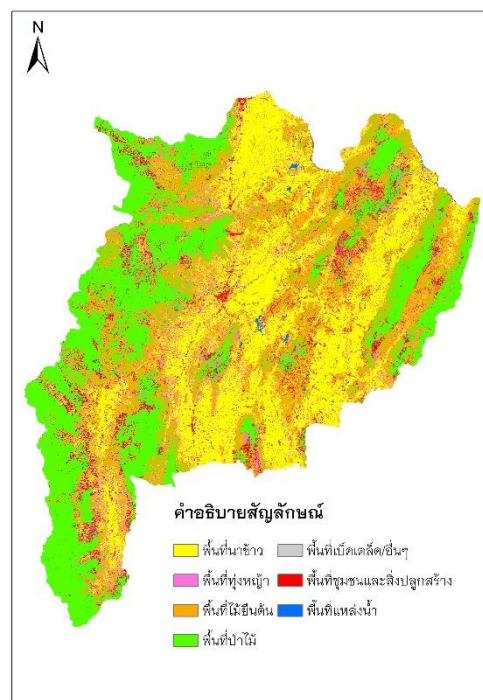 N
คำอธิบายสัญลักษณ์
พื้นที่นาข้าว
พื้นที่ทุ่งหญ้า
พื้นที่ไม้ยืนต้น
พื้นที่ป่าไม้
พื้นที่เบ็ดเตล็ด/อื่นๆ
พื้นที่ชุมชนและสิ่งปลูกสร้าง
พื้นที่แหล่งน้ำ